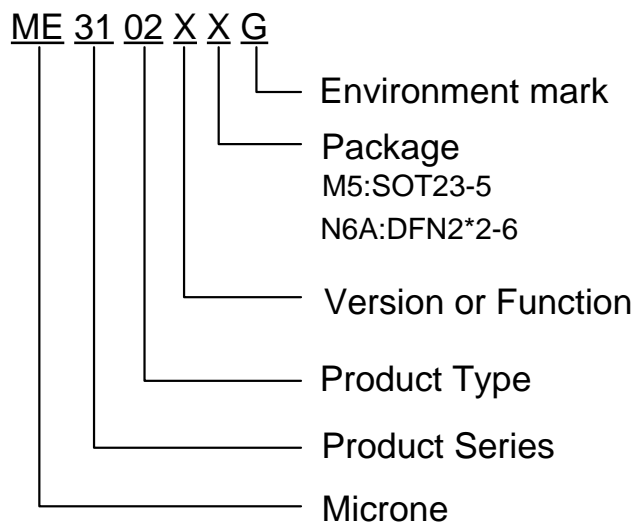 ME 31 02 X X G
Environment mark
Package
M5:SOT23-5
N6A:DFN2*2-6
Version or Function
Product Type
Product Series
Microne